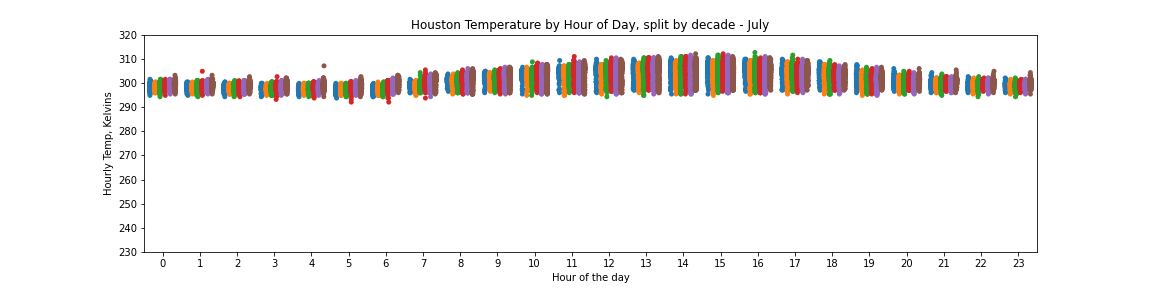 Houston Temperature by Hour of Day, split by decade - July
Hourly Temp, Kelvins
320
310
300
290
280
270
260
250
240
230
0 1 2 3 4 5 6 7 8 9 10 11 12 13 14 15 16 17 18 19 20 21 22 23
Hour of the day